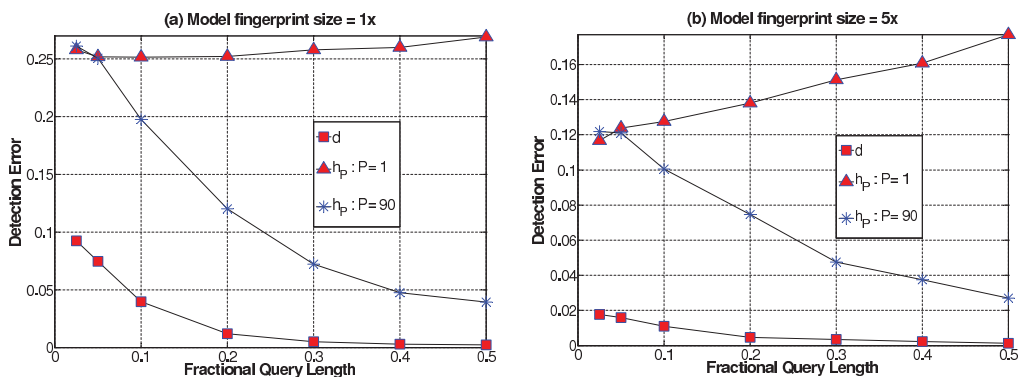 (a) Model fingerprint size = 1x
Detection Error
0.25
0.2
0.15
0.1
0.05
0
d
hP : P= 1
hP : P= 90
0 0.1 0.2 0.3 0.4 0.5
Fractional Query Length
(b) Model fingerprint size = 5x
Detection Error
0.16
0.14
0.12
0.10
0.08
0.06
0.04
0.02
0
d
hP : P= 1
hP : P= 90
0 0.1 0.2 0.3 0.4 0.5
Fractional Query Length